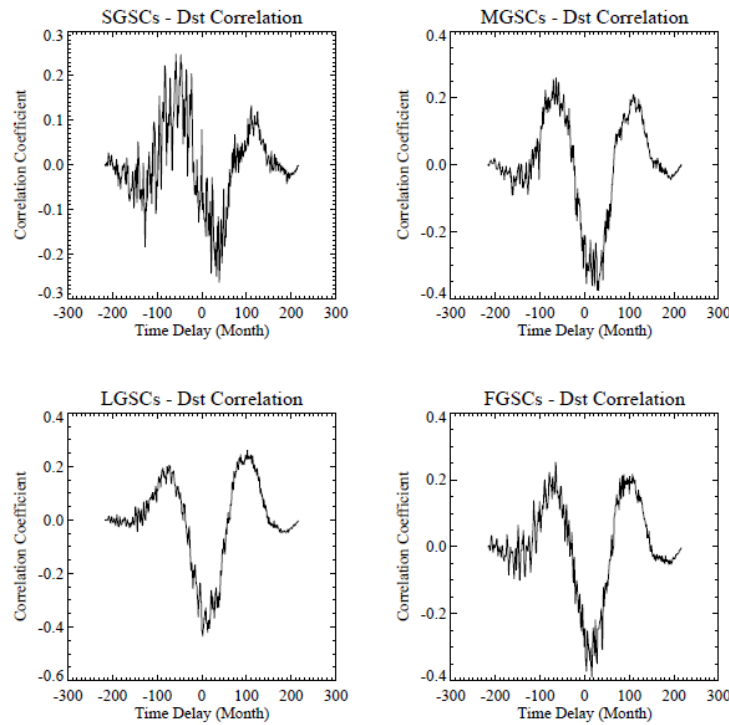 SGSCs - Dst Correlation
0.3
0.2
0.1
0.0
-0.1
-0.2
-0.3
Correlation Coefficient
-300 -200 -100 0 100 200 300
Time Delay (Month)
MGSCs - Dst Correlation
0.4
0.2
0.0
-0.2
-0.4
Correlation Coefficient
-300 -200 -100 0 100 200 300
Time Delay (Month)
LGSCs - Dst Correlation
0.4
0.2
0.0
-0.2
-0.4
-0.6
Correlation Coefficient
-300 -200 -100 0 100 200 300
Time Delay (Month)
FGSCs - Dst Correlation
0.4
0.2
0.0
-0.2
-0.4
Correlation Coefficient
-300 -200 -100 0 100 200 300
Time Delay (Month)